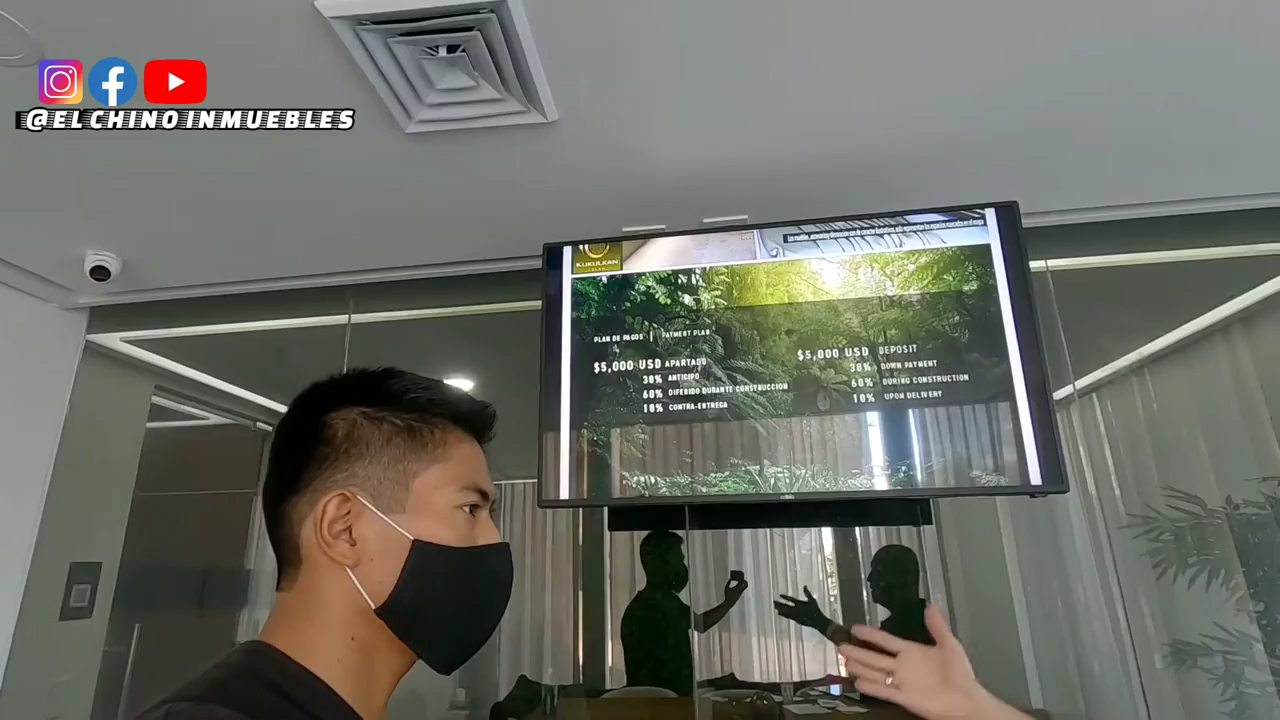 @ELCHINOINMUEBLES
KUKULKAN
PLAN DE PAGOS | PAYMENT PLAN
$5,000 USD APARTADO
30% ANTICIPO
60% DIFERIDO DURANTE CONSTRUCCION
10% CONTRA-ENTREGA
$5,000 USD DEPOSIT
30% DOWN PAYMENT
60% DURING CONSTRUCTION
10% UPON DELIVERY